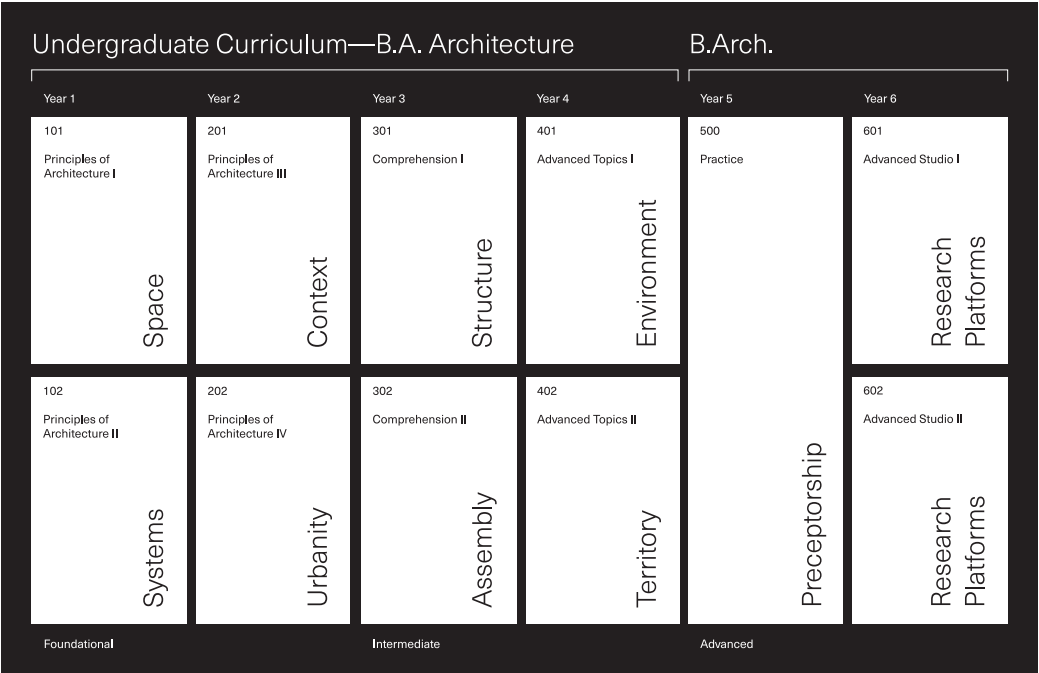 Undergraduate Curriculum—B.A. Architecture
B.Arch.
Year 1
Year 2
Year 3
Year 4
Year 5
Year 6
101
Principles of
Architecture I
Space
201
Principles of
Architecture III
Context
301
Comprehension I
Structure
401
Advanced Topics I
Environment
500
Practice
Preceptorship
601
Advanced Studio I
Research
Platforms
102
Principles of
Architecture II
Systems
202
Principles of
Architecture IV
Urbanity
302
Comprehension II
Assembly
402
Advanced Topics II
Territory
602
Advanced Studio II
Research
Platforms
Foundational
Intermediate
Advanced